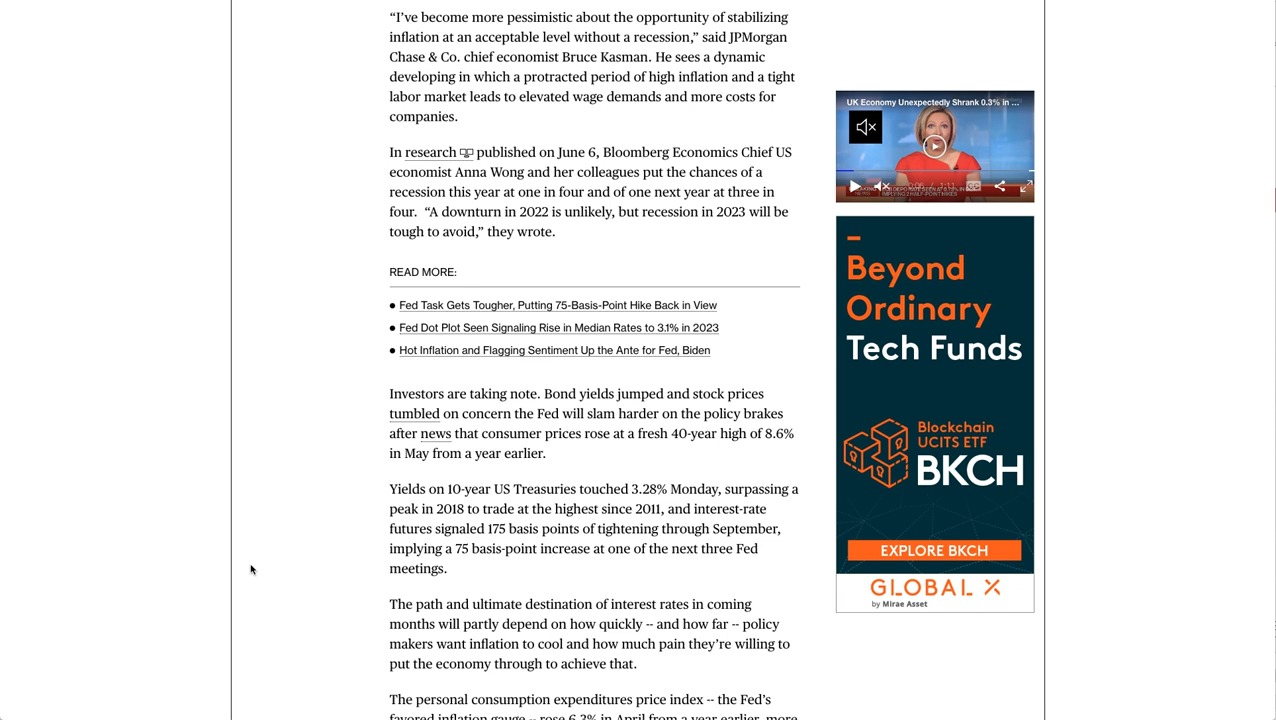 “I’ve become more pessimistic about the opportunity of stabilizing
inflation at an acceptable level without a recession,” said JPMorgan
Chase & Co. chief economist Bruce Kasman. He sees a dynamic
developing in which a protracted period of high inflation and a tight
labor market leads to elevated wage demands and more costs for
companies.
In research published on June 6, Bloomberg Economics Chief US
economist Anna Wong and her colleagues put the chances of a
recession this year at one in four and of one next year at three in
four. “A downturn in 2022 is unlikely, but recession in 2023 will be
tough to avoid,” they wrote.
READ MORE:
Fed Task Gets Tougher, Putting 75-Basis-Point Hike Back in View
Fed Dot Plot Seen Signaling Rise in Median Rates to 3.1% in 2023
Hot Inflation and Flagging Sentiment Up the Ante for Fed, Biden
Investors are taking note. Bond yields jumped and stock prices
tumbled on concern the Fed will slam harder on the policy brakes
after news that consumer prices rose at a fresh 40-year high of 8.6%
in May from a year earlier.
Yields on 10-year US Treasuries touched 3.28% Monday, surpassing a
peak in 2018 to trade at the highest since 2011, and interest-rate
futures signaled 175 basis points of tightening through September,
implying a 75 basis-point increase at one of the next three Fed
meetings.
The path and ultimate destination of interest rates in coming
months will partly depend on how quickly -- and how far -- policy
makers want inflation to cool and how much pain they’re willing to
put the economy through to achieve that.
The personal consumption expenditures price index -- the Fed’s
favored inflation gauge -- rose 6.3% in April from a year earlier, more
UK Economy Unexpectedly Shrank 0.3% in ...
Beyond
Ordinary
Tech Funds
Blockchain
UCITS ETF
BKCH
EXPLORE BKCH
GLOBAL X
by Mirae Asset